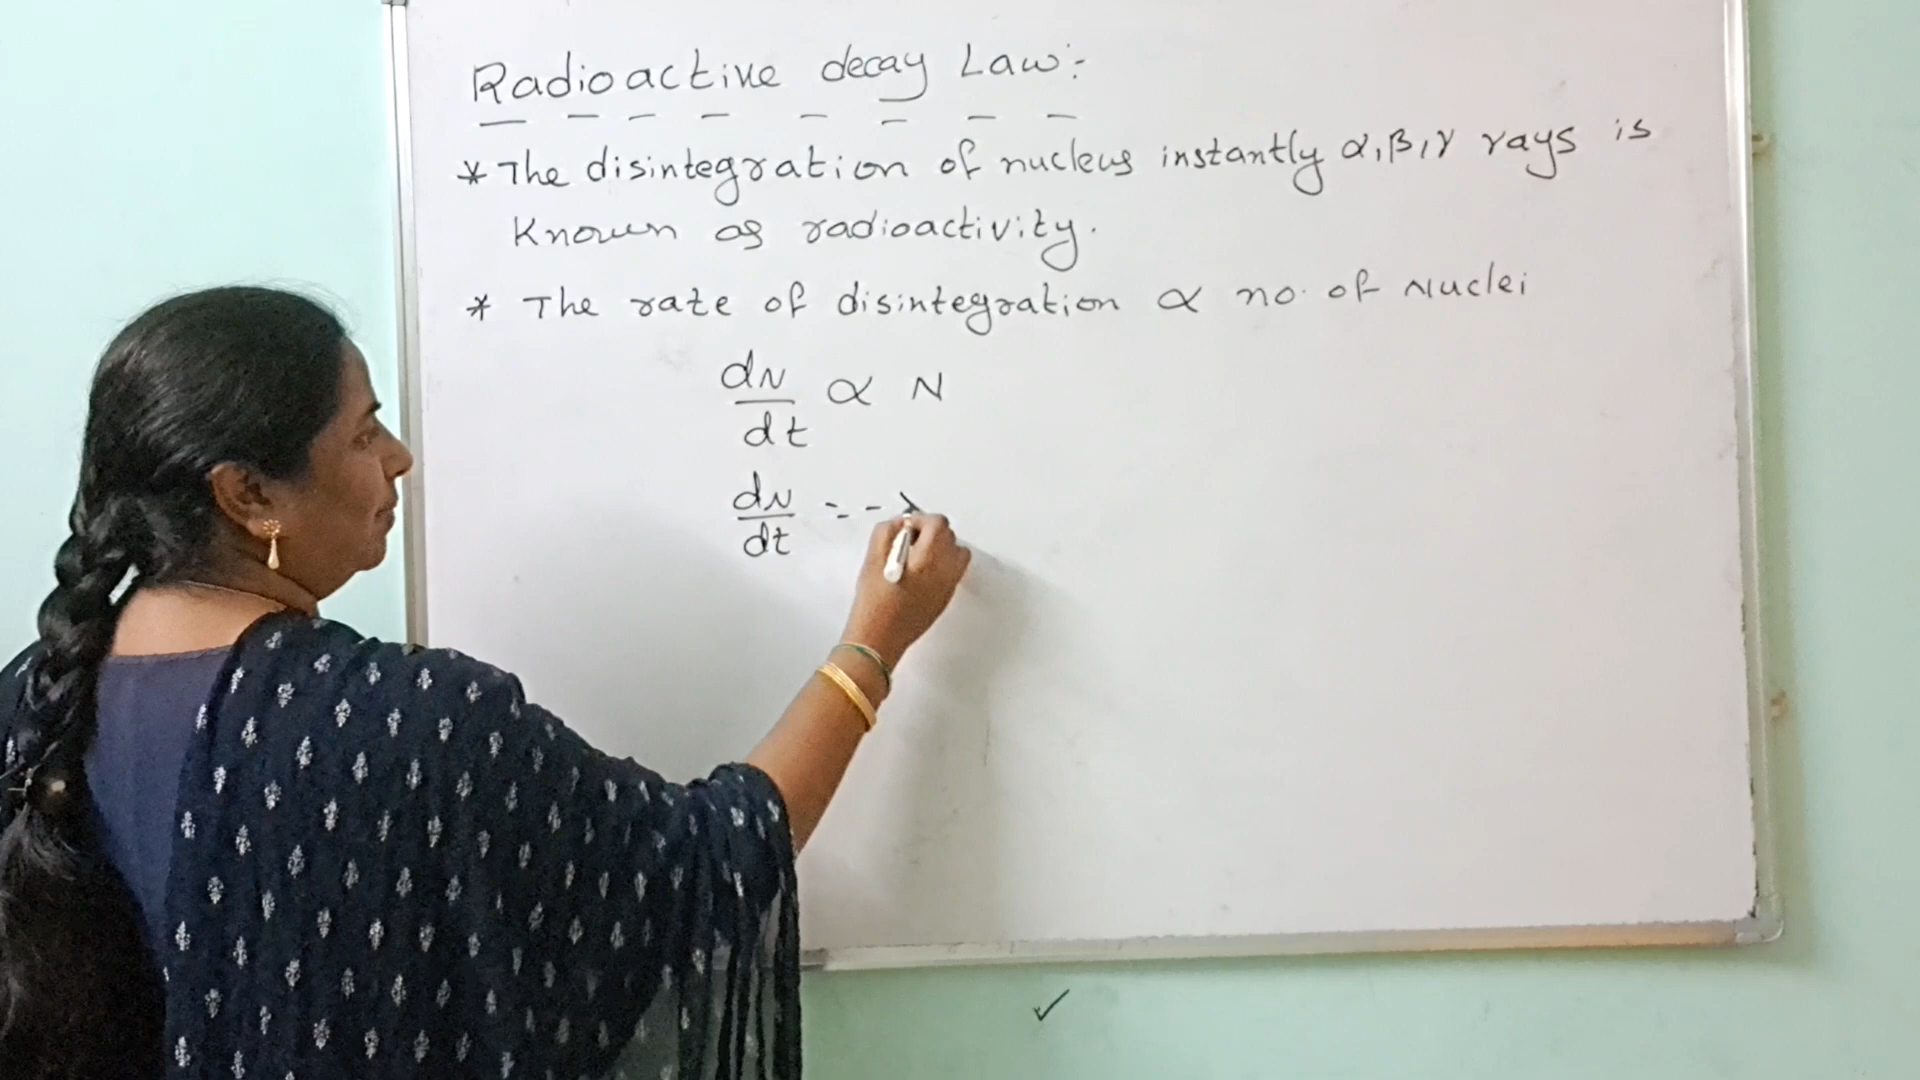 Radioactive decay Law:-
* The disintegration of nucleus instantly α, β, γ rays is
Known as radioactivity.
* The rate of disintegration ∝ no. of Nuclei
dN/dt ∝ N
dN/dt = - λ